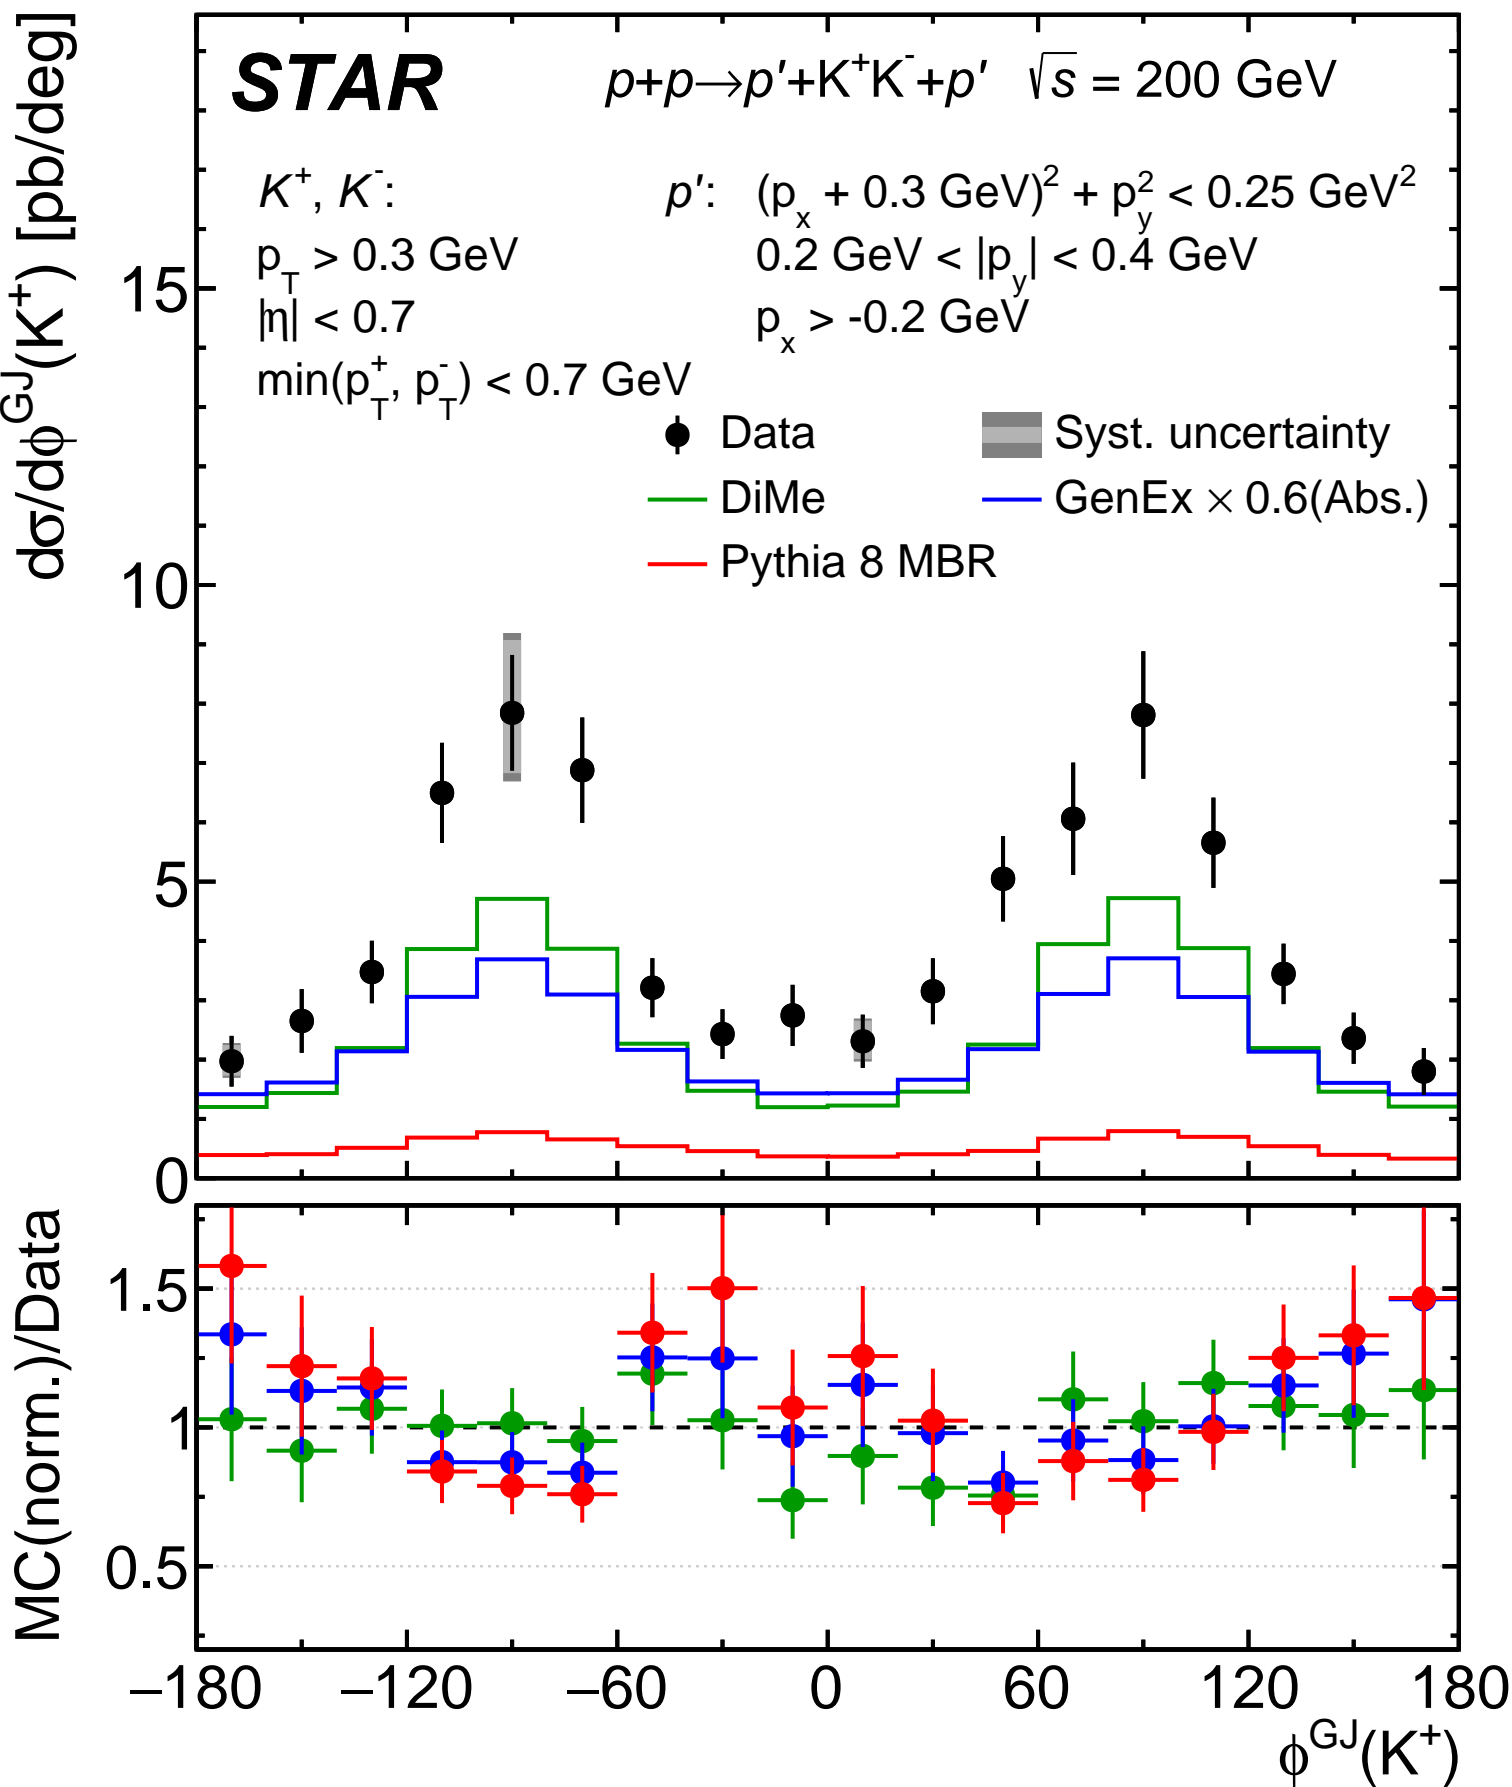 STAR p+p→p′+K⁺K⁻+p′ √s = 200 GeV
K⁺, K⁻: p′: (pₓ + 0.3 GeV)² + p_y² < 0.25 GeV²
p_T > 0.3 GeV 0.2 GeV < |p_y| < 0.4 GeV
|η| < 0.7 pₓ > -0.2 GeV
min(p_T⁺, p_T⁻) < 0.7 GeV
Data Syst. uncertainty
DiMe GenEx × 0.6(Abs.)
Pythia 8 MBR
dσ/dϕ^GJ(K⁺) [pb/deg]
15
10
5
0
MC(norm.)/Data
1.5
1
0.5
−180 −120 −60 0 60 120 180
ϕ^GJ(K⁺)